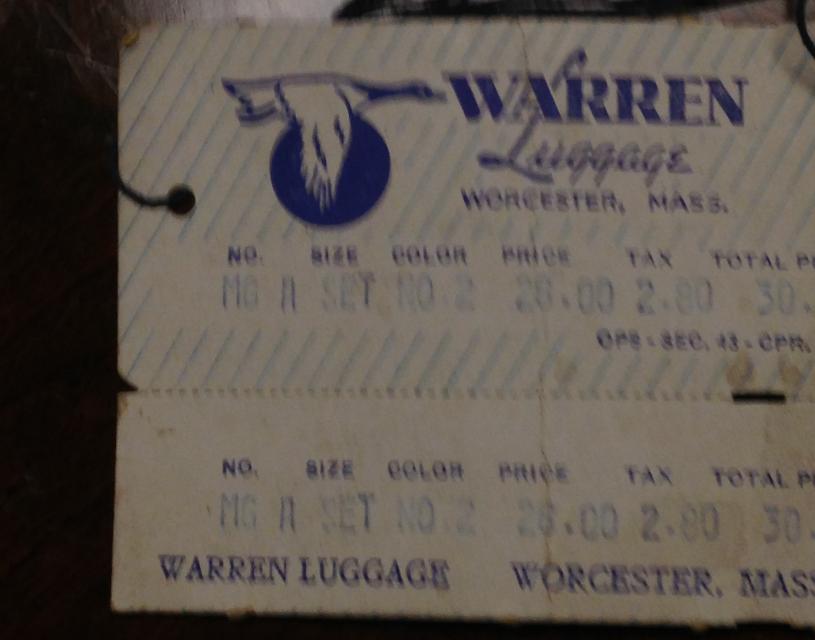 WARREN
Luggage
WORCESTER, MASS.
NO. SIZE COLOR PRICE TAX TOTAL
MG A SET NO.2 28.00 2.80 30.
OPS-SEC. 43-CPR.
NO. SIZE COLOR PRICE TAX TOTAL
MG A SET NO.2 28.00 2.80 30.
WARREN LUGGAGE WORCESTER, MASS